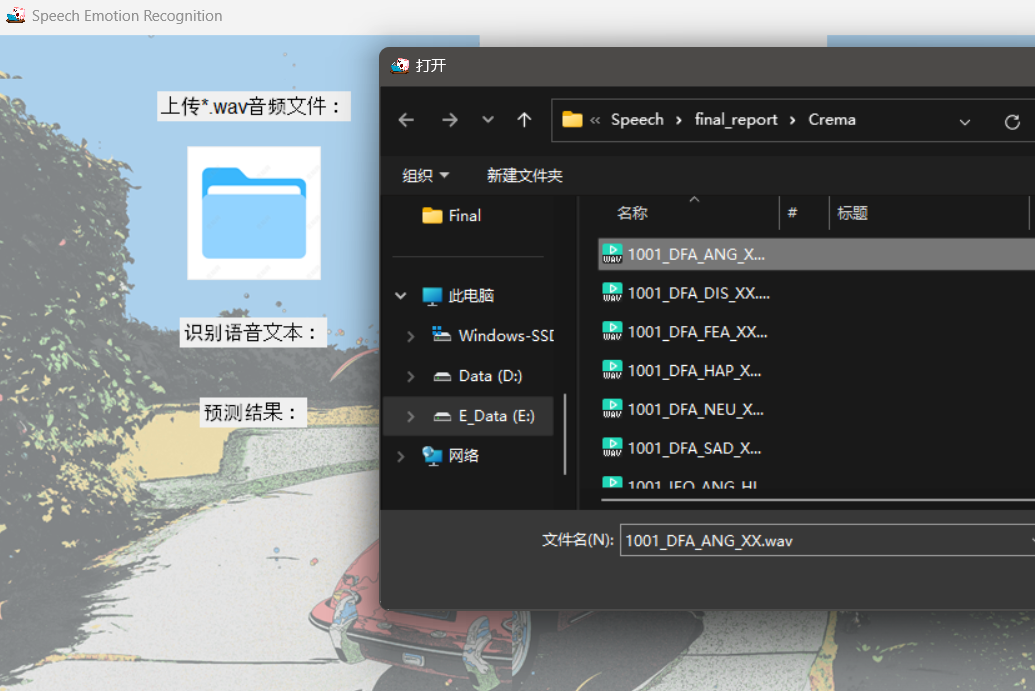 Speech Emotion Recognition
上传*.wav音频文件：
识别语音文本：
预测结果：
打开
« Speech › final_report › Crema
组织 新建文件夹
Final
此电脑
Windows-SSD
Data (D:)
E_Data (E:)
网络
名称 # 标题
1001_DFA_ANG_X...
1001_DFA_DIS_XX....
1001_DFA_FEA_XX...
1001_DFA_HAP_X...
1001_DFA_NEU_X...
1001_DFA_SAD_X...
1001_IEO_ANG_HI
文件名(N): 1001_DFA_ANG_XX.wav